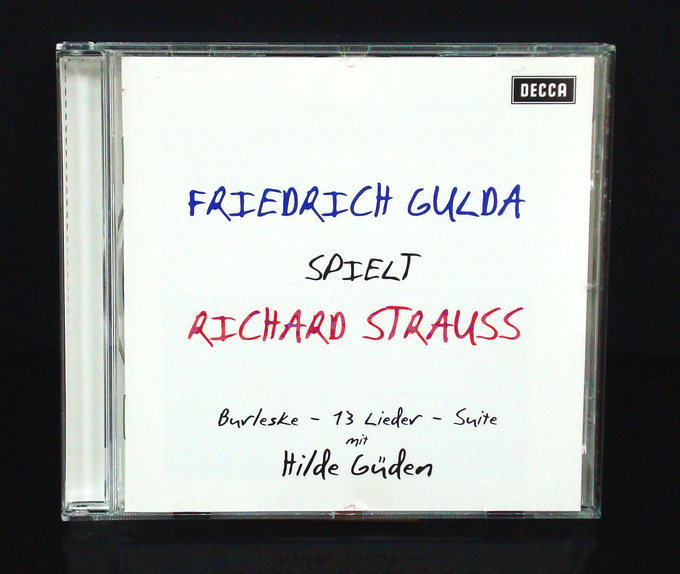 DECCA
FRIEDRICH GULDA
SPIELT
RICHARD STRAUSS
Burleske - 13 Lieder - Suite
mit
Hilde Güden